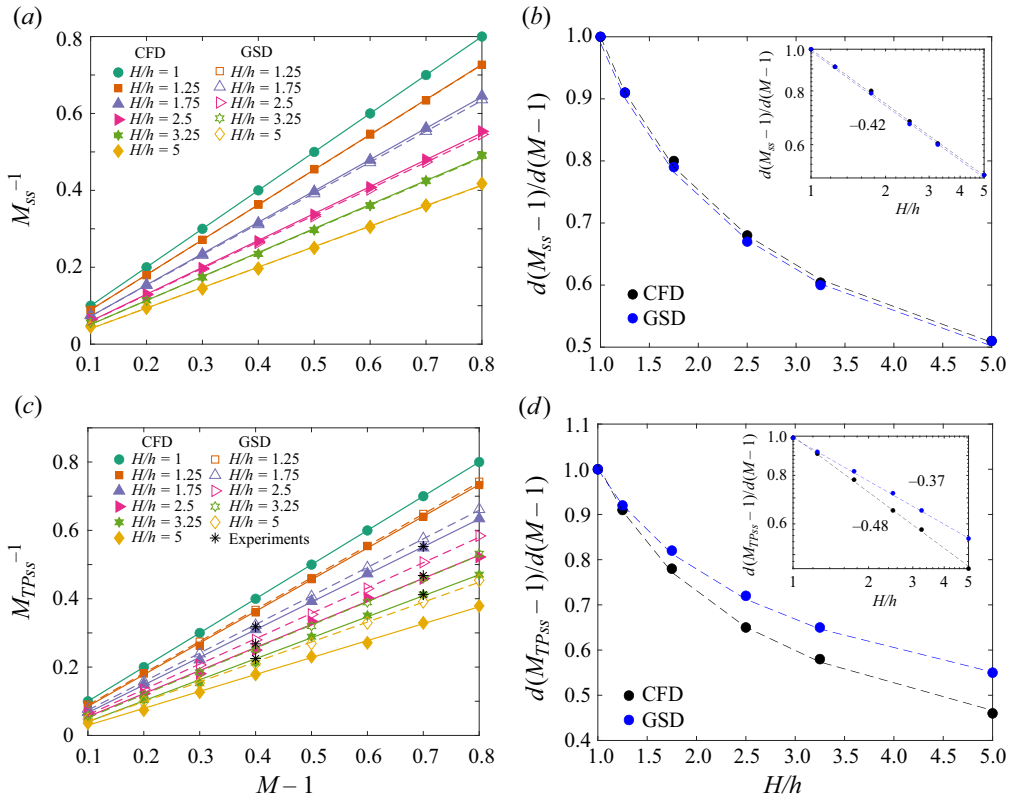 (a)
0.8
0.6
0.4
0.2
0
M_ss^−1
CFD GSD
H/h = 1 H/h = 1.25
H/h = 1.25 H/h = 1.75
H/h = 1.75 H/h = 2.5
H/h = 2.5 H/h = 3.25
H/h = 3.25 H/h = 5
H/h = 5
0.1 0.2 0.3 0.4 0.5 0.6 0.7 0.8
(b)
1.0
0.9
0.8
0.7
0.6
0.5
d(M_ss − 1)/d(M − 1)
CFD
GSD
1.0 1.5 2.0 2.5 3.0 3.5 4.0 4.5 5.0
1.0
0.8
0.6
d(M_ss − 1)/d(M − 1)
−0.42
1 2 3 4 5
H/h
(c)
0.8
0.6
0.4
0.2
0
M_TPss^−1
CFD GSD
H/h = 1 H/h = 1.25
H/h = 1.25 H/h = 1.75
H/h = 1.75 H/h = 2.5
H/h = 2.5 H/h = 3.25
H/h = 3.25 H/h = 5
H/h = 5 Experiments
0.1 0.2 0.3 0.4 0.5 0.6 0.7 0.8
M − 1
(d)
1.1
1.0
0.9
0.8
0.7
0.6
0.5
0.4
d(M_TPss − 1)/d(M − 1)
CFD
GSD
1.0 1.5 2.0 2.5 3.0 3.5 4.0 4.5 5.0
H/h
1.0
0.8
0.6
d(M_TPss − 1)/d(M − 1)
−0.37
−0.48
1 2 3 4 5
H/h